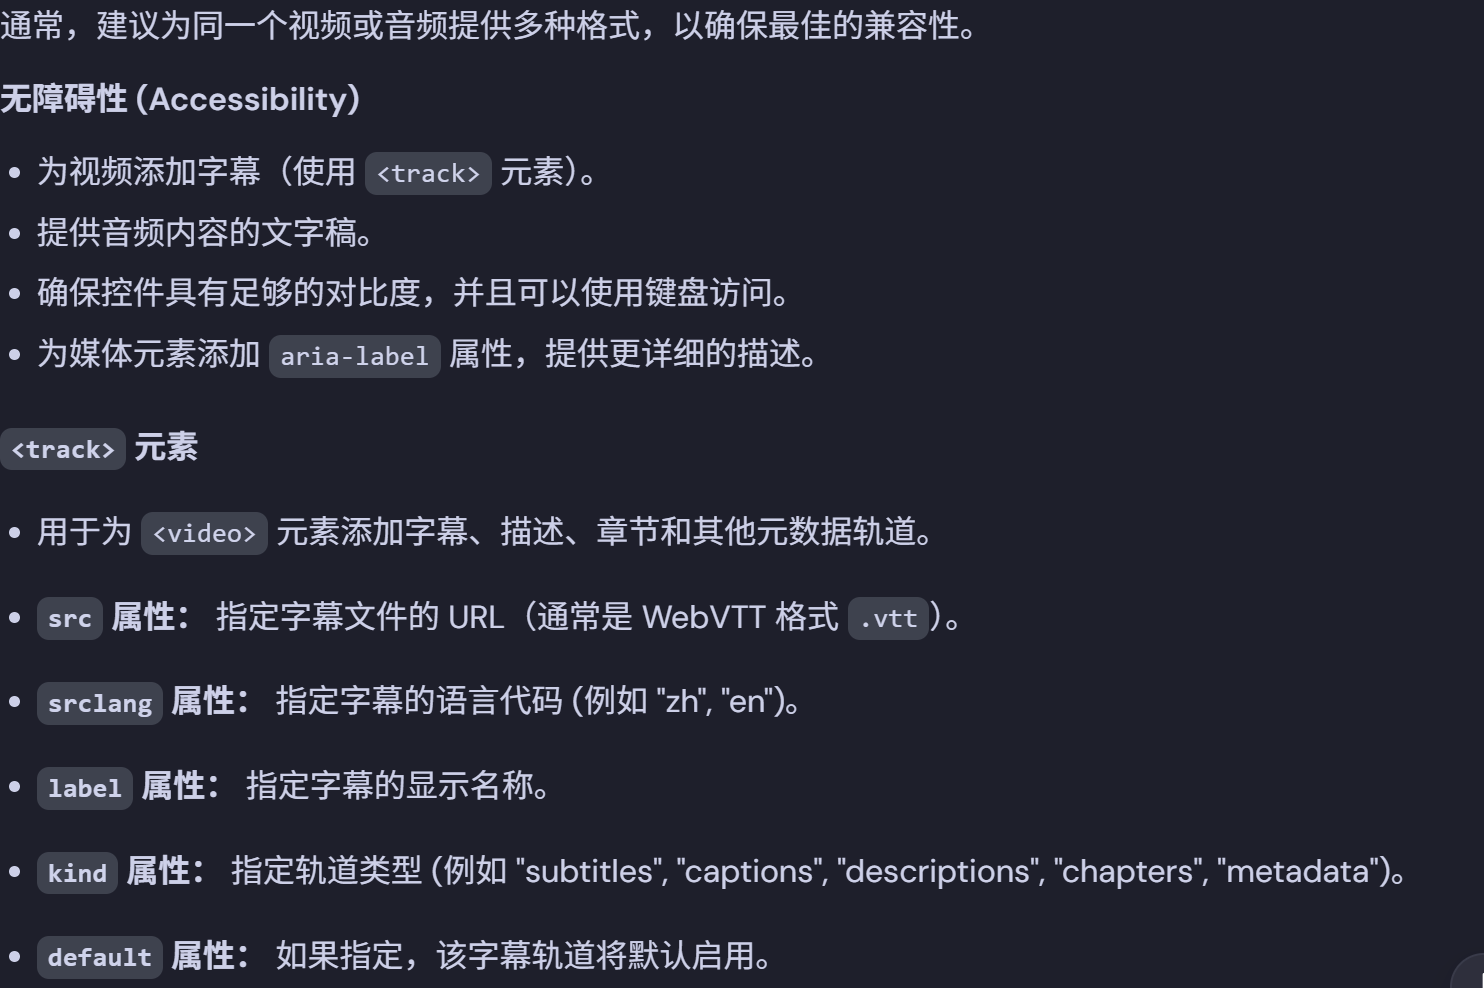 通常，建议为同一个视频或音频提供多种格式，以确保最佳的兼容性。
无障碍性 (Accessibility)
为视频添加字幕（使用 <track> 元素）。
提供音频内容的文字稿。
确保控件具有足够的对比度，并且可以使用键盘访问。
为媒体元素添加 aria-label 属性，提供更详细的描述。
<track> 元素
用于为 <video> 元素添加字幕、描述、章节和其他元数据轨道。
src 属性： 指定字幕文件的 URL（通常是 WebVTT 格式 .vtt）。
srclang 属性： 指定字幕的语言代码 (例如 "zh", "en")。
label 属性： 指定字幕的显示名称。
kind 属性： 指定轨道类型 (例如 "subtitles", "captions", "descriptions", "chapters", "metadata")。
default 属性： 如果指定，该字幕轨道将默认启用。